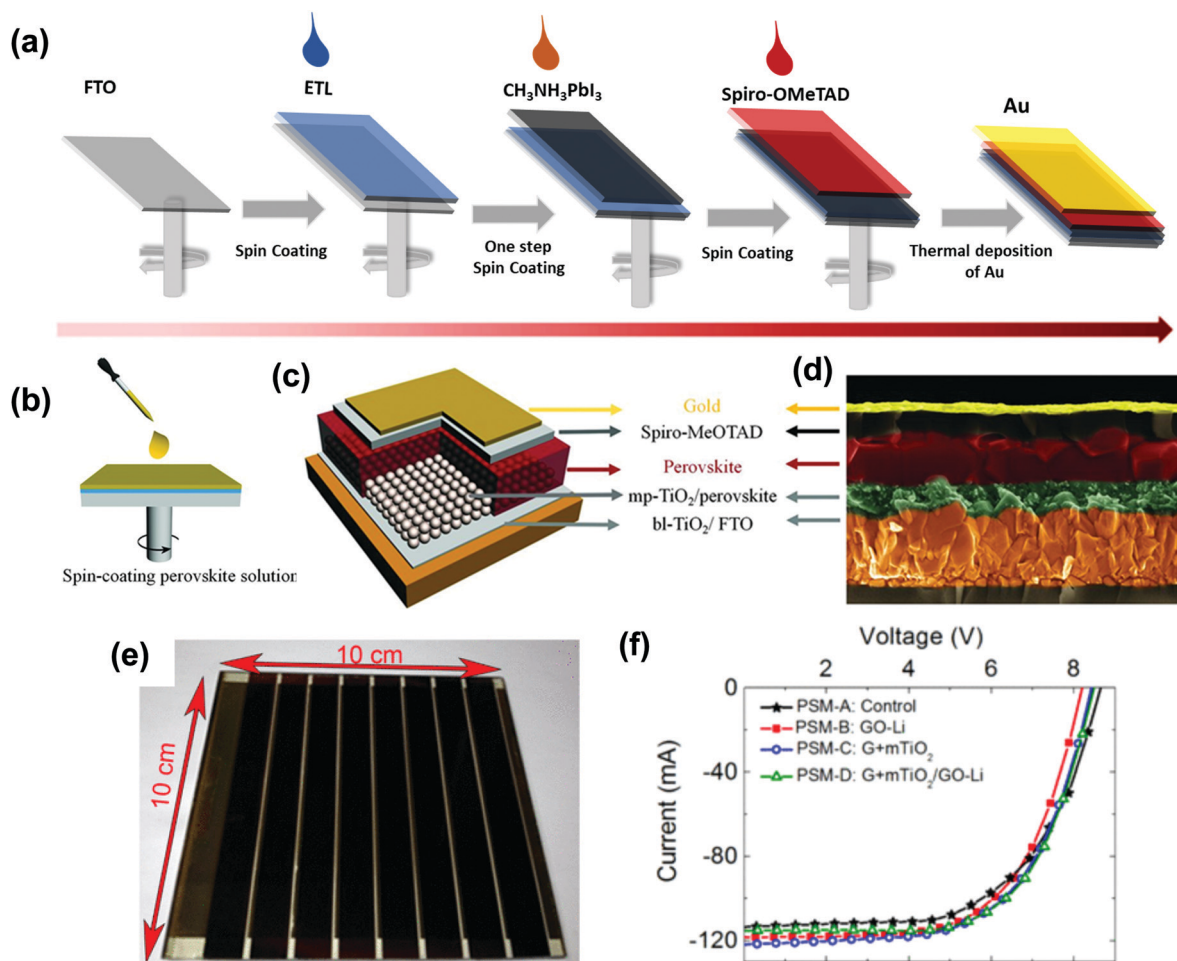 (a)
FTO
ETL
CH₃NH₃PbI₃
Spiro-OMeTAD
Au
Spin Coating
One step
Spin Coating
Spin Coating
Thermal deposition
of Au
(b)
Spin-coating perovskite solution
(c)
Gold
Spiro-MeOTAD
Perovskite
mp-TiO₂/perovskite
bl-TiO₂/ FTO
(d)
(e)
10 cm
10 cm
(f)
Voltage (V)
2 4 6 8
0
-40
-80
-120
Current (mA)
PSM-A: Control
PSM-B: GO-Li
PSM-C: G+mTiO₂
PSM-D: G+mTiO₂/GO-Li